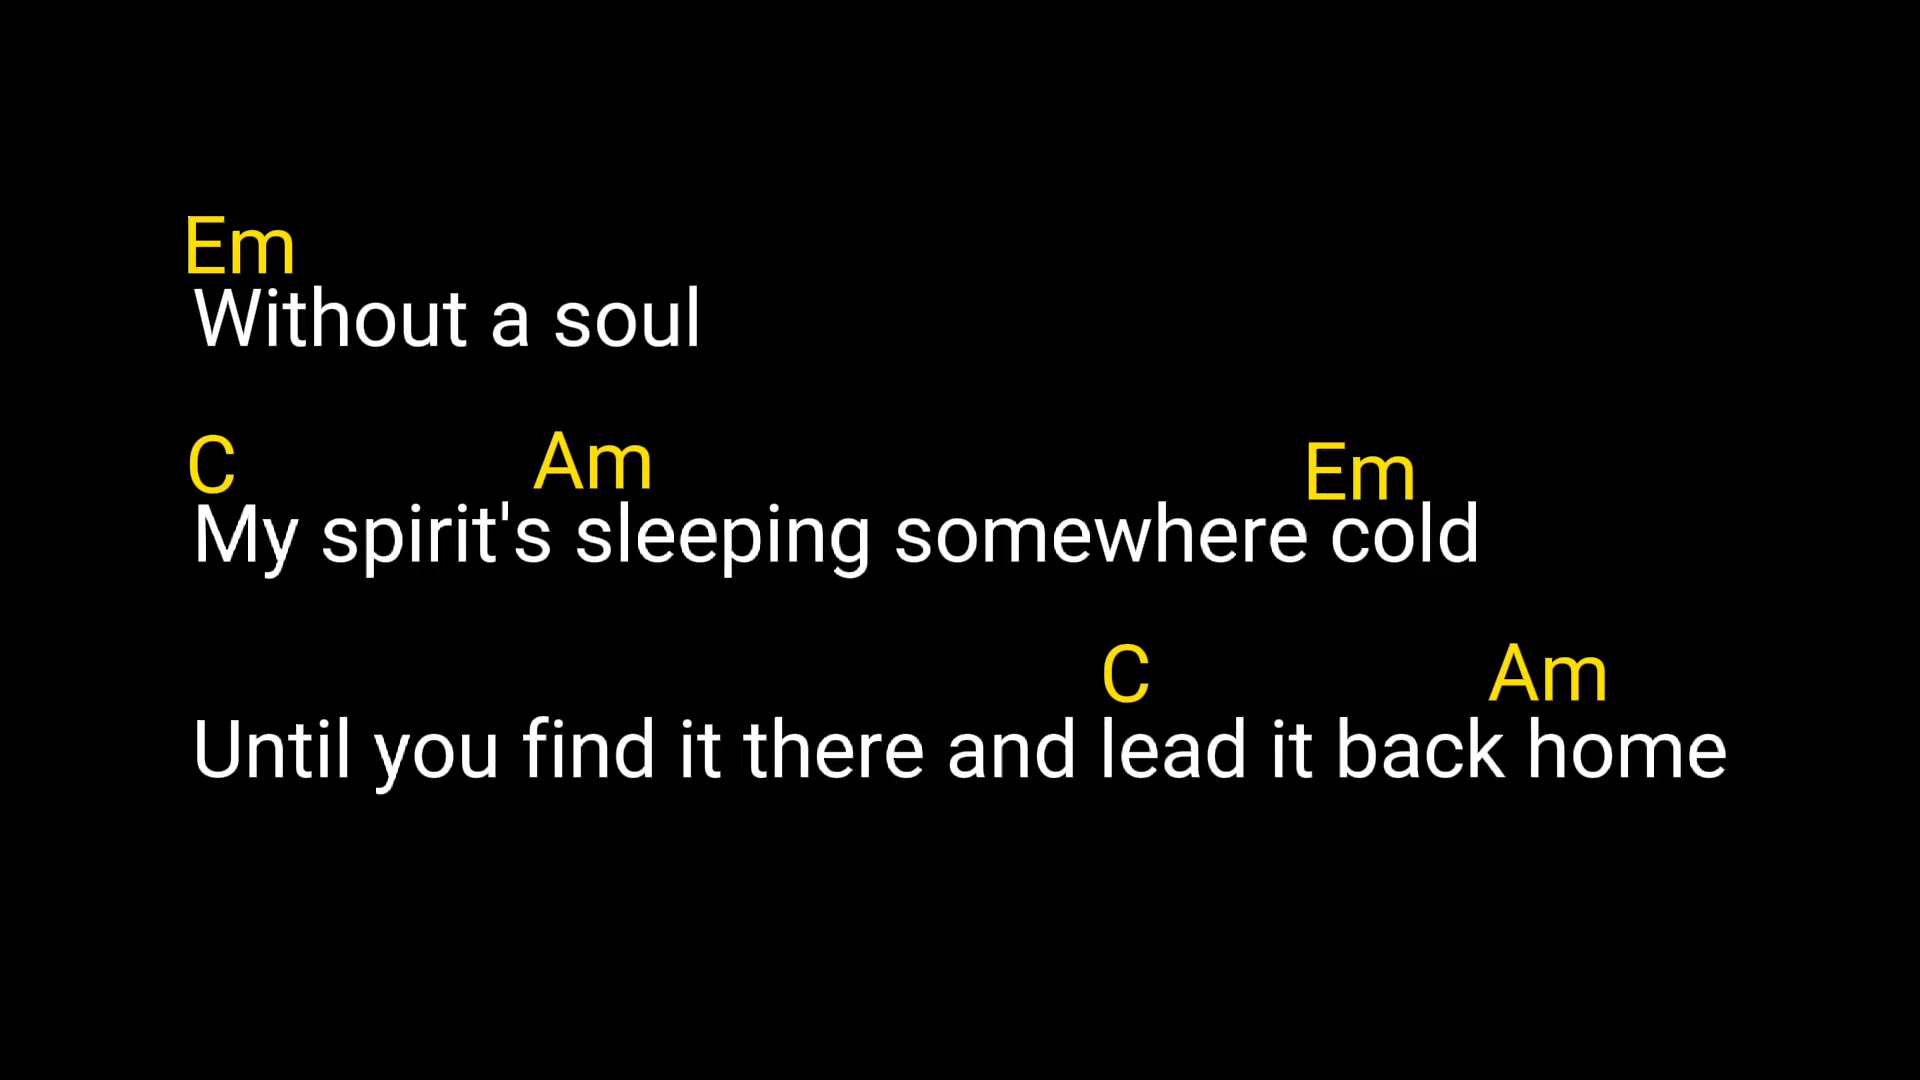 Em
Without a soul
C Am Em
My spirit's sleeping somewhere cold
C Am
Until you find it there and lead it back home